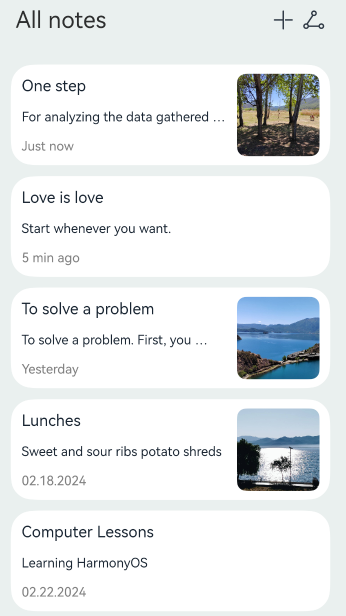 All notes
One step
For analyzing the data gathered ...
Just now
Love is love
Start whenever you want.
5 min ago
To solve a problem
To solve a problem. First, you ...
Yesterday
Lunches
Sweet and sour ribs potato shreds
02.18.2024
Computer Lessons
Learning HarmonyOS
02.22.2024